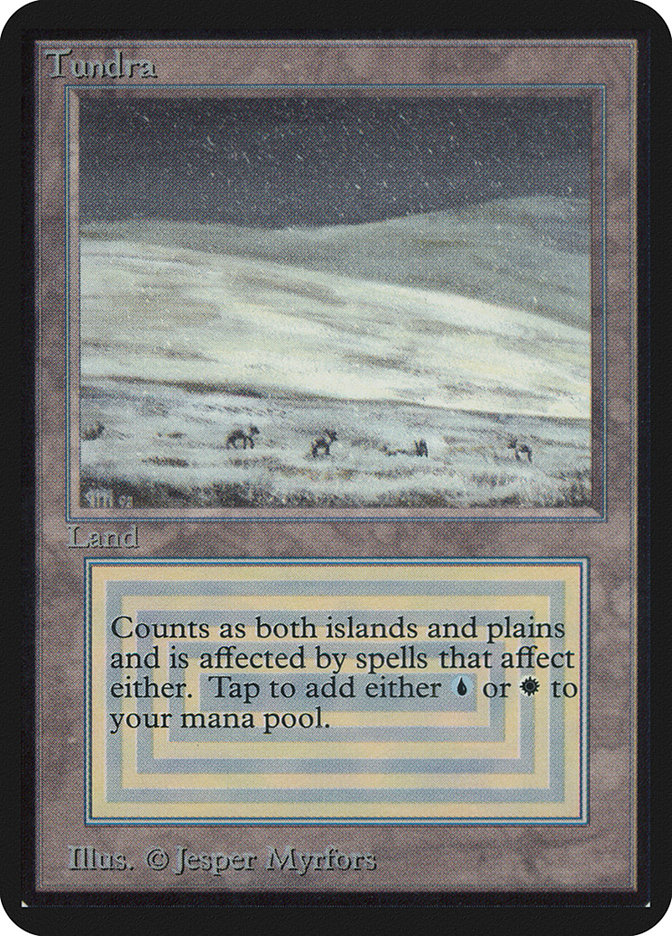 Tundra
Land
Counts as both islands and plains
and is affected by spells that affect
either. Tap to add either or to
your mana pool.
Illus. © Jesper Myrfors